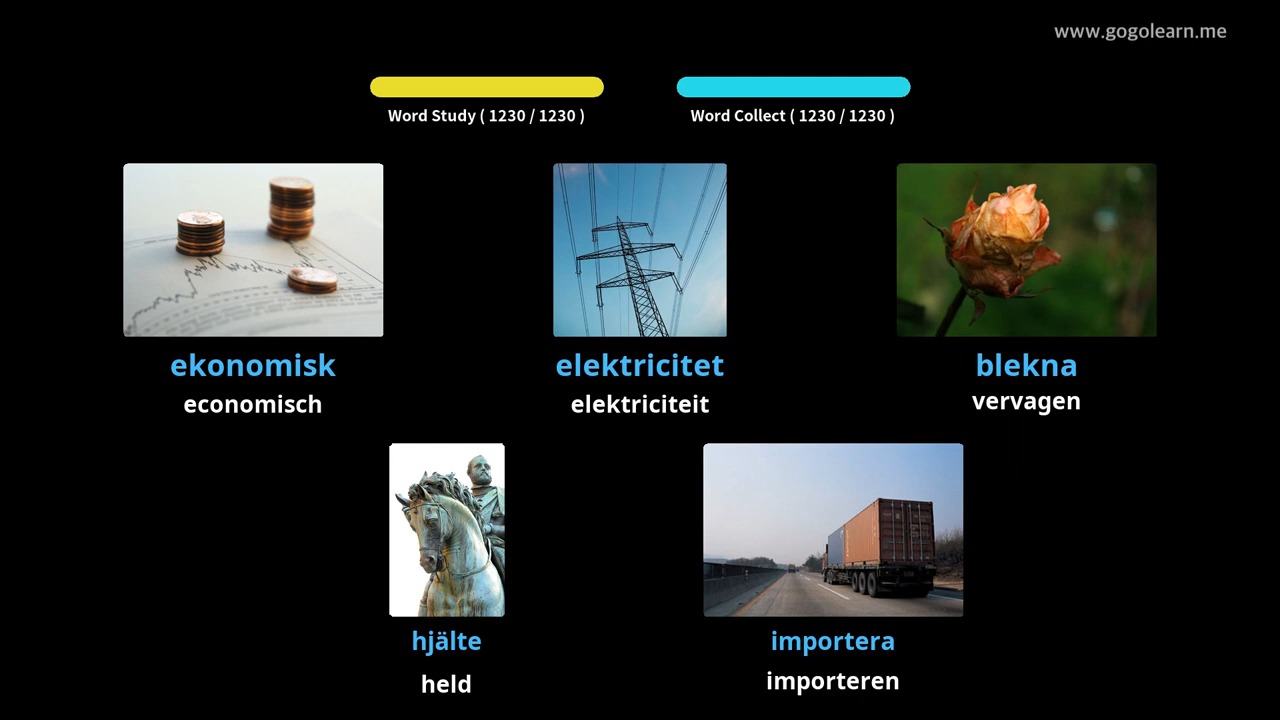 www.gogolearn.me
Word Study ( 1230 / 1230 )
Word Collect ( 1230 / 1230 )
ekonomisk
economisch
elektricitet
elektriciteit
blekna
vervagen
hjälte
held
importera
importeren